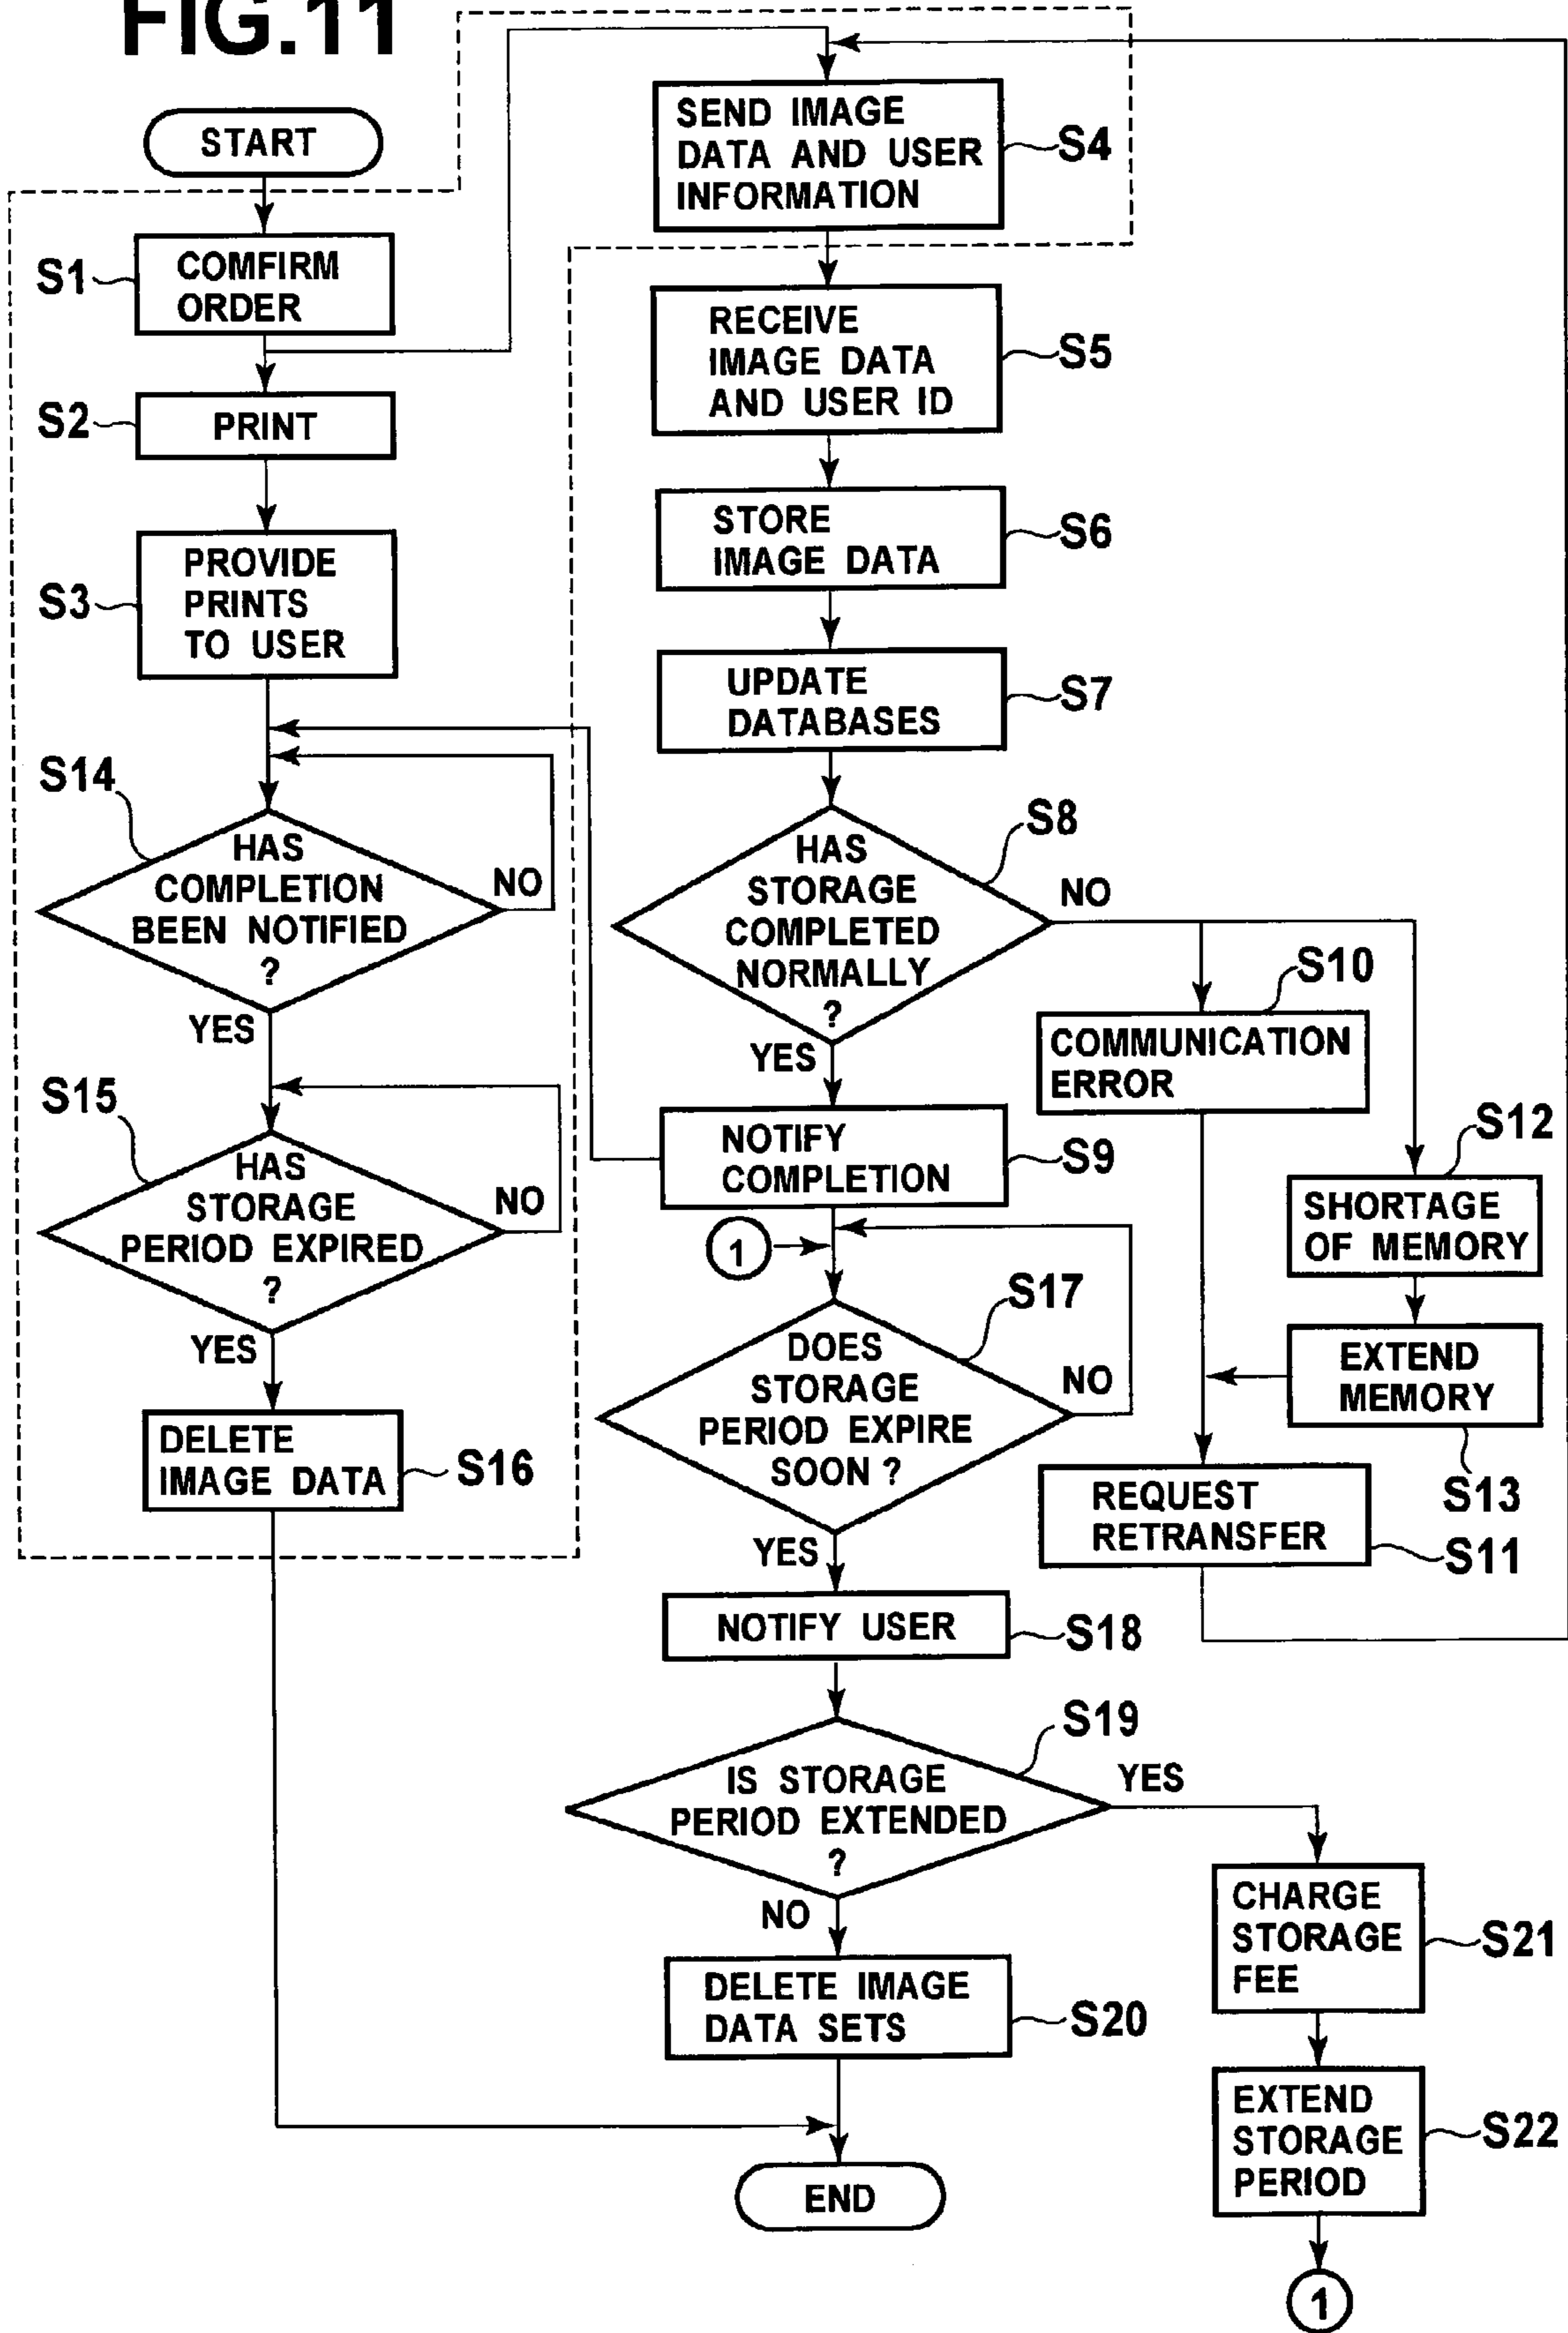 FIG.11
START
S1
COMFIRM
ORDER
S2
PRINT
S3
PROVIDE
PRINTS
TO USER
S14
HAS
COMPLETION
BEEN NOTIFIED
?
NO
YES
S15
HAS
STORAGE
PERIOD EXPIRED
?
NO
YES
DELETE
IMAGE DATA
S16
SEND IMAGE
DATA AND USER
INFORMATION
S4
RECEIVE
IMAGE DATA
AND USER ID
S5
STORE
IMAGE DATA
S6
UPDATE
DATABASES
S7
HAS
STORAGE
COMPLETED
NORMALLY
?
S8
NO
YES
NOTIFY
COMPLETION
S9
COMMUNICATION
ERROR
S10
SHORTAGE
OF MEMORY
S12
EXTEND
MEMORY
S13
REQUEST
RETRANSFER
S11
1
DOES
STORAGE
PERIOD EXPIRE
SOON ?
S17
NO
YES
NOTIFY USER
S18
IS STORAGE
PERIOD EXTENDED
?
S19
YES
NO
DELETE IMAGE
DATA SETS
S20
CHARGE
STORAGE
FEE
S21
EXTEND
STORAGE
PERIOD
S22
1
END